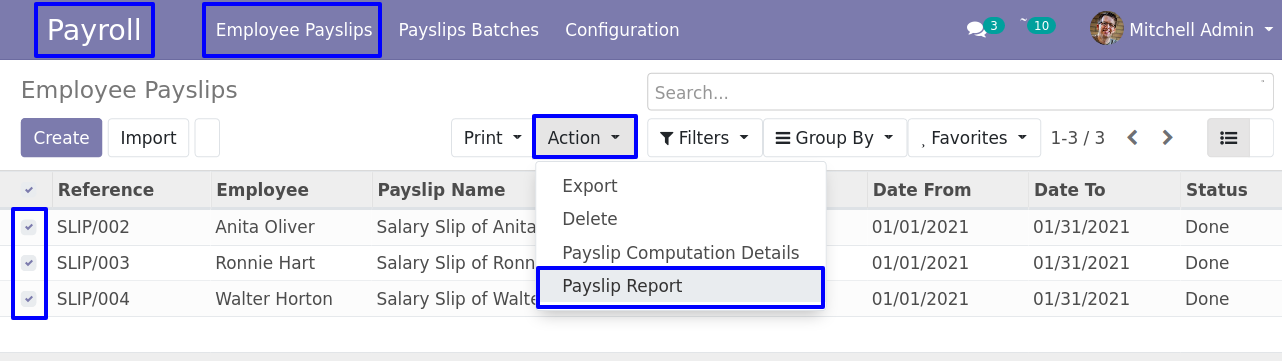 Payroll Employee Payslips Payslips Batches Configuration 3 10 Mitchell Admin
Employee Payslips Search...
Create Import Print Action Filters Group By Favorites 1-3 / 3
Reference Employee Payslip Name Date From Date To Status
Export
Delete
Payslip Computation Details
Payslip Report
SLIP/002 Anita Oliver Salary Slip of Anita 01/01/2021 01/31/2021 Done
SLIP/003 Ronnie Hart Salary Slip of Ronn 01/01/2021 01/31/2021 Done
SLIP/004 Walter Horton Salary Slip of Walte 01/01/2021 01/31/2021 Done